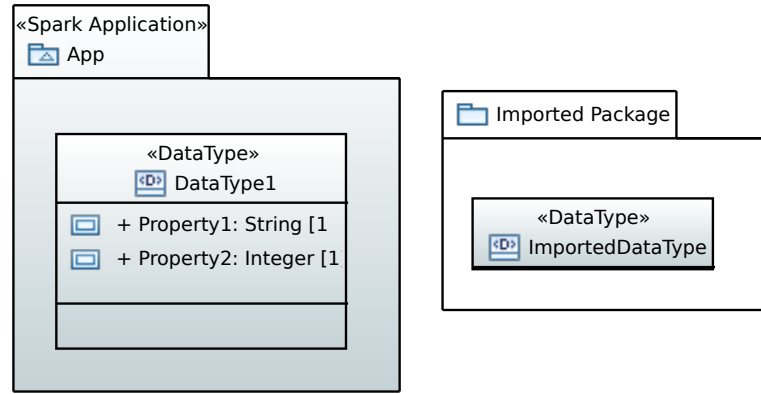 «Spark Application»
App
«DataType»
<D> DataType1
+ Property1: String [1
+ Property2: Integer [1]
Imported Package
«DataType»
<D> ImportedDataType